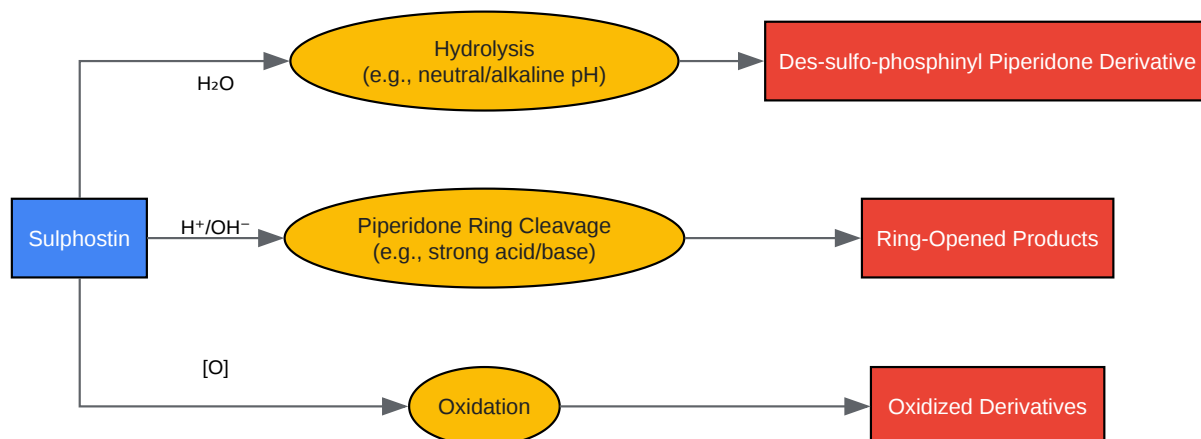 Hydrolysis
(e.g., neutral/alkaline pH)
Des-sulfo-phosphinyl Piperidone Derivative
H₂O
Sulphostin
H⁺/OH⁻
Piperidone Ring Cleavage
(e.g., strong acid/base)
Ring-Opened Products
[O]
Oxidation
Oxidized Derivatives